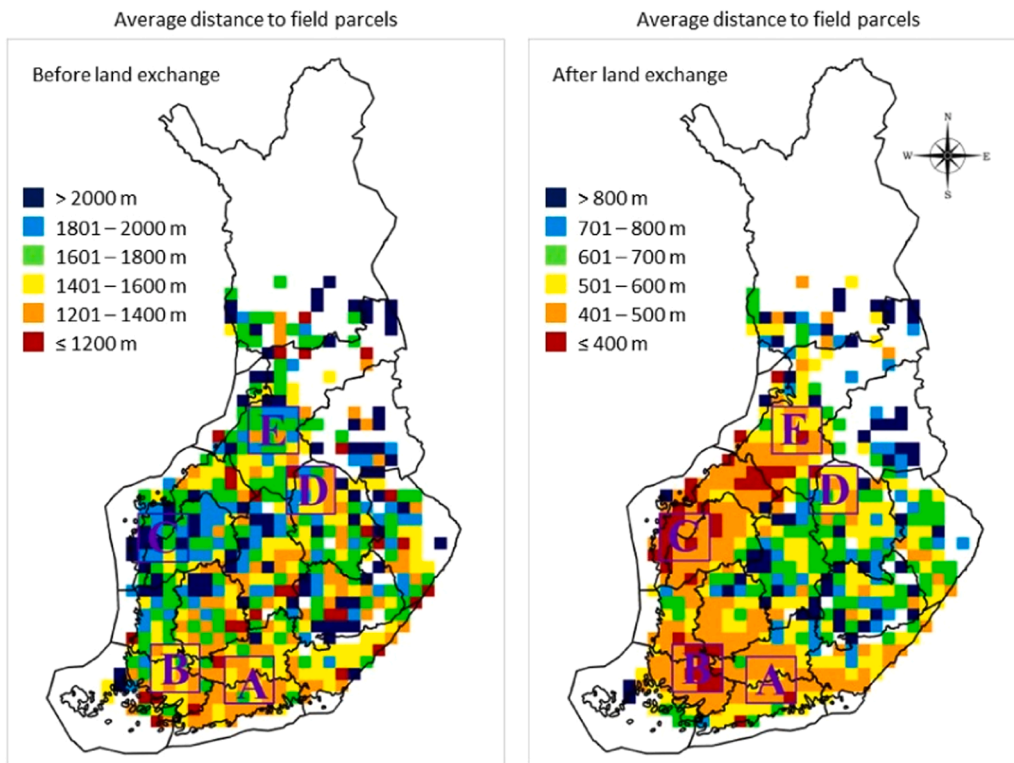 Average distance to field parcels
Before land exchange
> 2000 m
1801 – 2000 m
1601 – 1800 m
1401 – 1600 m
1201 – 1400 m
≤ 1200 m
E
D
C
B
A
Average distance to field parcels
After land exchange
N
W
E
S
> 800 m
701 – 800 m
601 – 700 m
501 – 600 m
401 – 500 m
≤ 400 m
E
D
C
B
A